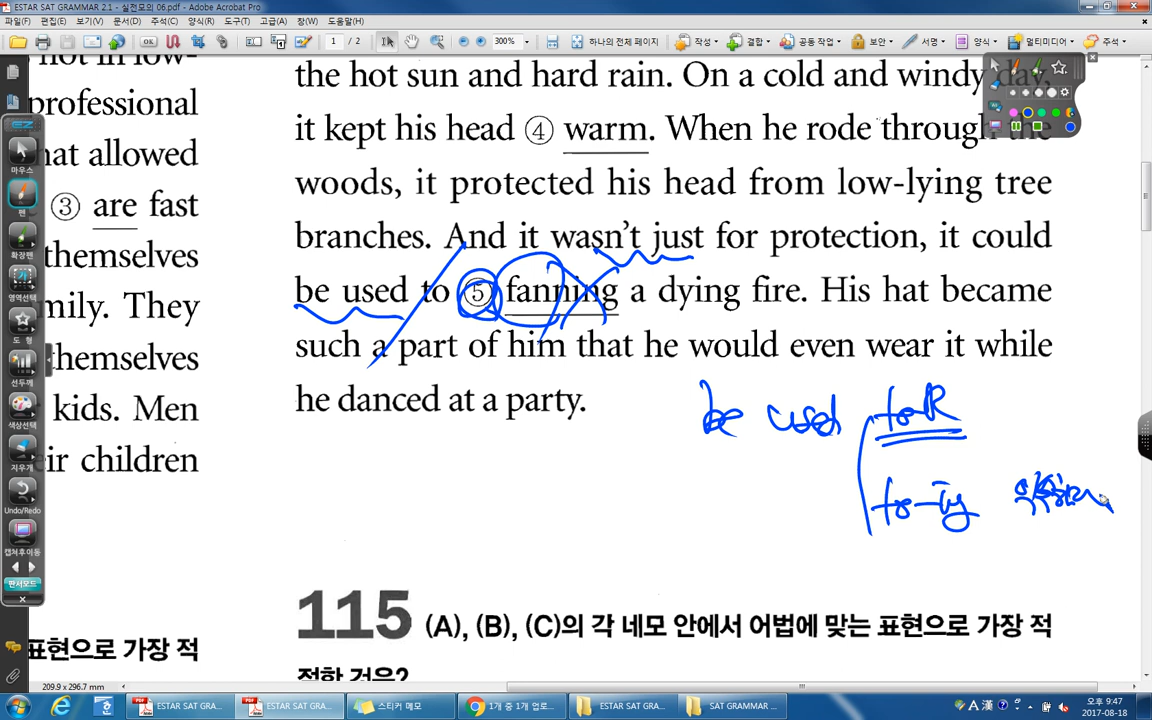 ESTAR SAT GRAMMAR 2.1 - 실전모의 06.pdf - Adobe Acrobat Pro
파일(F) 편집(E) 보기(V) 문서(D) 주석(C) 양식(R) 도구(T) 고급(A) 창(W) 도움말(H)
1 / 2 300% 하나의 전체 페이지 작성 결합 공동 작업 보안 서명 양식 멀티미디어 주석
not in low-
professional
hat allowed
③ are fast
themselves
mily. They
themselves
kids. Men
eir children
표현으로 가장 적
the hot sun and hard rain. On a cold and windy day,
it kept his head ④ warm. When he rode through the
woods, it protected his head from low-lying tree
branches. And it wasn't just for protection, it could
be used to ⑤ fanning a dying fire. His hat became
such a part of him that he would even wear it while
he danced at a party.
be used to R
to -ing
115 (A), (B), (C)의 각 네모 안에서 어법에 맞는 표현으로 가장 적
절한 것은?
EZ
마우스
펜
확장펜
영역선택
도 형
선두께
색상선택
지우개
Undo/Redo
캡쳐후이동
판서모드
209.9 x 296.7 mm
ESTAR SAT GRA...
ESTAR SAT GRA...
스티커 메모
1개 중 1개 업로...
ESTAR SAT GRA...
SAT GRAMMAR ...
A 漢
오후 9:47
2017-08-18